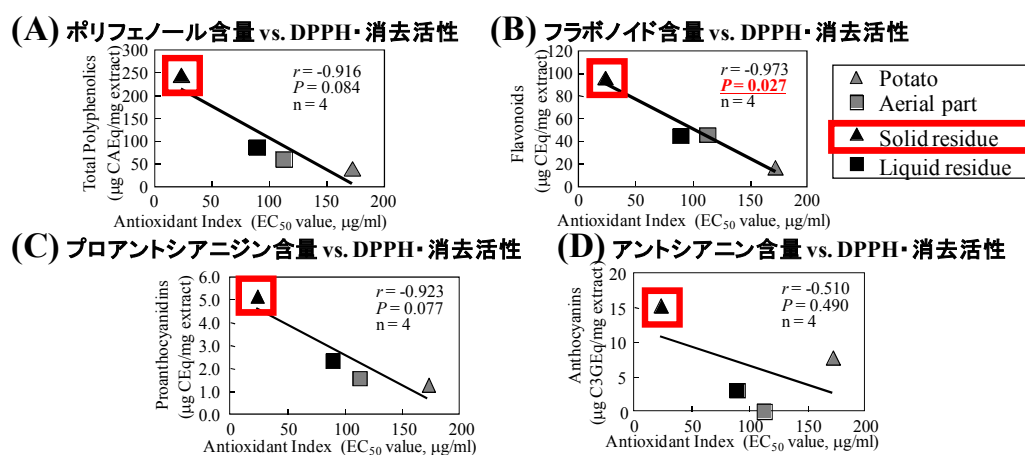 (A) ポリフェノール含量 vs. DPPH・消去活性
300
250
200
150
100
50
0
Total Polyphenolics
(μg CAEq/mg extract)
r = -0.916
P = 0.084
n = 4
0 50 100 150 200
Antioxidant Index (EC50 value, μg/ml)
(B) フラボノイド含量 vs. DPPH・消去活性
120
100
80
60
40
20
0
Flavonoids
(μg CEq/mg extract)
r = -0.973
P = 0.027
n = 4
0 50 100 150 200
Antioxidant Index (EC50 value, μg/ml)
Potato
Aerial part
Solid residue
Liquid residue
(C) プロアントシアニジン含量 vs. DPPH・消去活性
6.0
5.0
4.0
3.0
2.0
1.0
0.0
Proanthocyanidins
(μg CEq/mg extract)
r = -0.923
P = 0.077
n = 4
0 50 100 150 200
Antioxidant Index (EC50 value, μg/ml)
(D) アントシアニン含量 vs. DPPH・消去活性
20
15
10
5
0
Anthocyanins
(μg C3GEq/mg extract)
r = -0.510
P = 0.490
n = 4
0 50 100 150 200
Antioxidant Index (EC50 value, μg/ml)